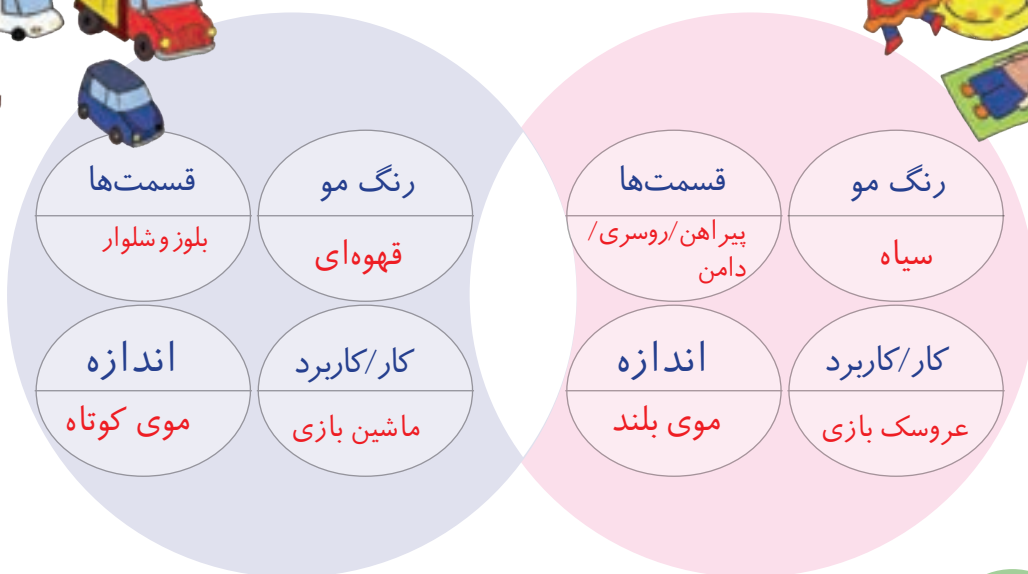 رنگ مو
سیاه
قسمت‌ها
پیراهن/روسری/
دامن
کار/کاربرد
عروسک بازی
اندازه
موی بلند
رنگ مو
قهوه‌ای
قسمت‌ها
بلوز و شلوار
کار/کاربرد
ماشین بازی
اندازه
موی کوتاه